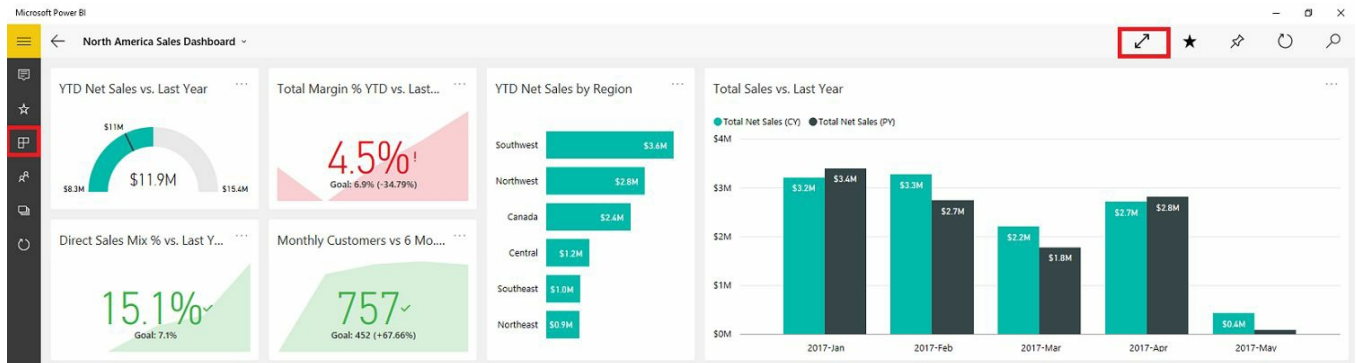 Microsoft Power BI
North America Sales Dashboard
YTD Net Sales vs. Last Year
$11M
$11.9M
$8.3M
$15.4M
Total Margin % YTD vs. Last...
4.5%!
Goal: 6.9% (-34.79%)
Direct Sales Mix % vs. Last Y...
15.1%
Goal: 7.1%
Monthly Customers vs 6 Mo....
757
Goal: 452 (+67.66%)
YTD Net Sales by Region
Southwest $3.6M
Northwest $2.8M
Canada $2.4M
Central $1.2M
Southeast $1.0M
Northeast $0.9M
Total Sales vs. Last Year
Total Net Sales (CY) Total Net Sales (PY)
$4M
$3M
$2M
$1M
$0M
$3.2M $3.4M
$3.3M $2.7M
$2.2M $1.8M
$2.7M $2.8M
$0.4M
2017-Jan 2017-Feb 2017-Mar 2017-Apr 2017-May